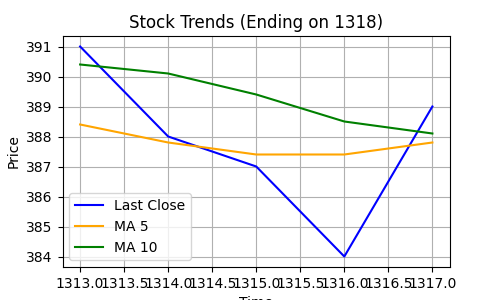 Stock Trends (Ending on 1318)
Price
391
390
389
388
387
386
385
384
Last Close
MA 5
MA 10
1313.0 1313.5 1314.0 1314.5 1315.0 1315.5 1316.0 1316.5 1317.0
Time